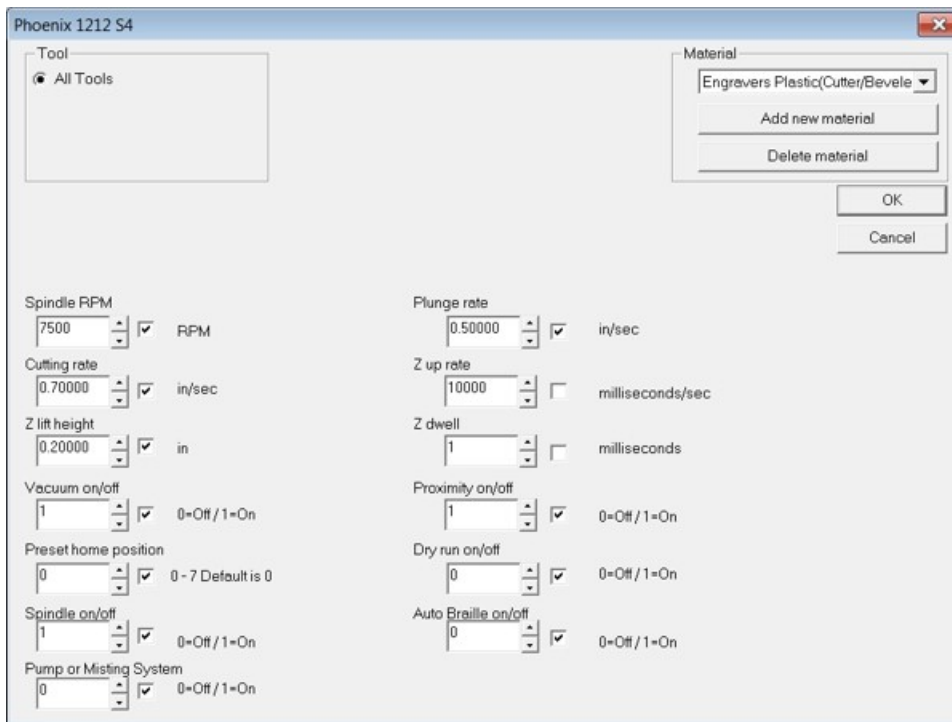 Phoenix 1212 S4
Tool
All Tools
Material
Engravers Plastic(Cutter/Bevele
Add new material
Delete material
OK
Cancel
Spindle RPM
7500
RPM
Plunge rate
0.50000
in/sec
Cutting rate
0.70000
in/sec
Z up rate
10000
milliseconds/sec
Z lift height
0.20000
in
Z dwell
1
milliseconds
Vacuum on/off
1
0=Off / 1=On
Proximity on/off
1
0=Off / 1=On
Preset home position
0
0 - 7 Default is 0
Dry run on/off
0
0=Off / 1=On
Spindle on/off
1
0=Off / 1=On
Auto Braille on/off
0
0=Off / 1=On
Pump or Misting System
0
0=Off / 1=On